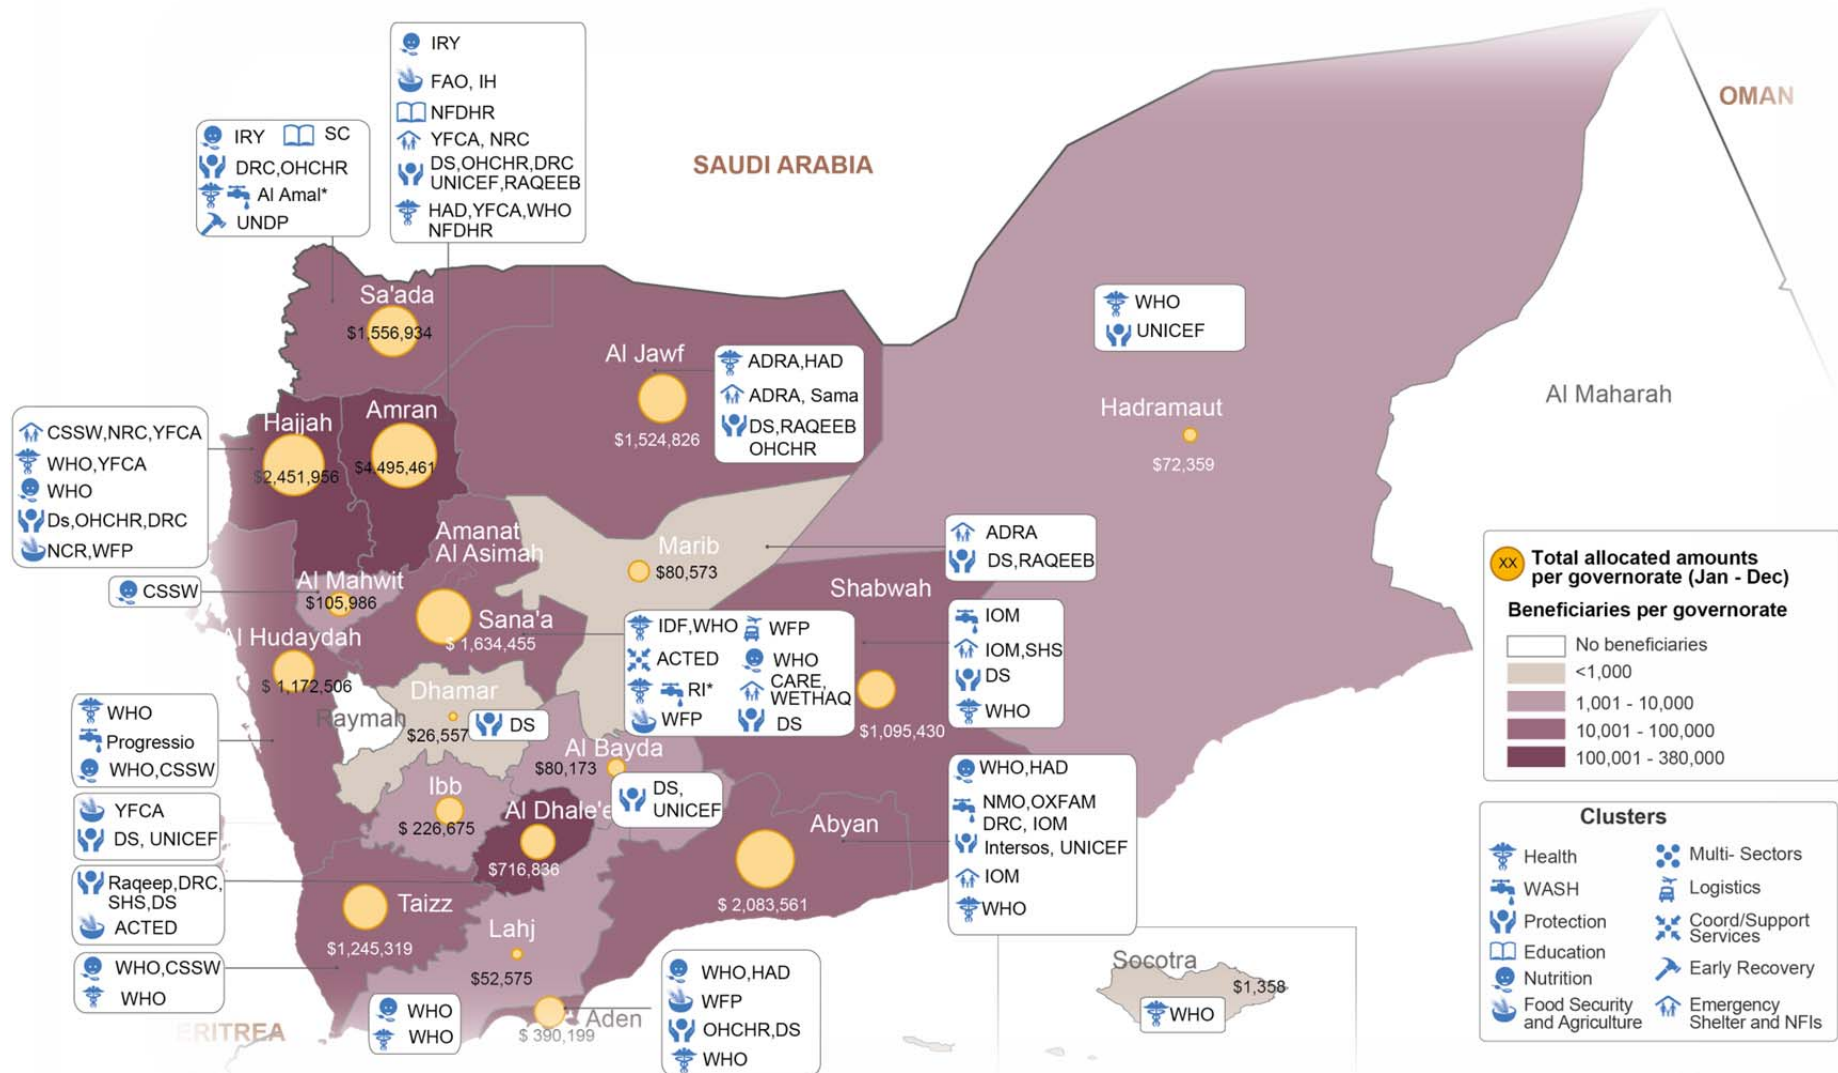 IRY
FAO, IH
NFDHR
YFCA, NRC
DS,OHCHR,DRC
UNICEF,RAQEEB
HAD,YFCA,WHO
NFDHR
IRY SC
DRC,OHCHR
Al Amal*
UNDP
SAUDI ARABIA
OMAN
Sa'ada
$1,556,934
Al Jawf
$1,524,826
ADRA,HAD
ADRA, Sama
DS,RAQEEB
OHCHR
WHO
UNICEF
Hadramaut
$72,359
Al Maharah
CSSW,NRC,YFCA
WHO,YFCA
WHO
Ds,OHCHR,DRC
NCR,WFP
Hajjah
$2,451,956
Amran
$4,495,461
Amanat
Al Asimah
Marib
$80,573
ADRA
DS,RAQEEB
CSSW
Al Mahwit
$105,986
Sana'a
$ 1,634,455
Shabwah
$1,095,430
IDF,WHO WFP
ACTED WHO
RI* CARE,
WETHAQ
WFP DS
IOM
IOM,SHS
DS
WHO
Al Hudaydah
$ 1,172,506
Raymah
Dhamar
$26,557
DS
WHO
Progressio
WHO,CSSW
Al Bayda
$80,173
DS,
UNICEF
Ibb
$ 226,675
YFCA
DS, UNICEF
Al Dhale'e
$716,836
Abyan
$ 2,083,561
WHO,HAD
NMO,OXFAM
DRC, IOM
Intersos, UNICEF
IOM
WHO
Raqeep,DRC,
SHS,DS
ACTED
Taizz
$1,245,319
WHO,CSSW
WHO
Lahj
$52,575
WHO
WHO
Aden
$ 390,199
WHO,HAD
WFP
OHCHR,DS
WHO
ERITREA
Socotra
$1,358
WHO
XX Total allocated amounts
per governorate (Jan - Dec)
Beneficiaries per governorate
No beneficiaries
<1,000
1,001 - 10,000
10,001 - 100,000
100,001 - 380,000
Clusters
Health
WASH
Protection
Education
Nutrition
Food Security
and Agriculture
Multi- Sectors
Logistics
Coord/Support
Services
Early Recovery
Emergency
Shelter and NFIs